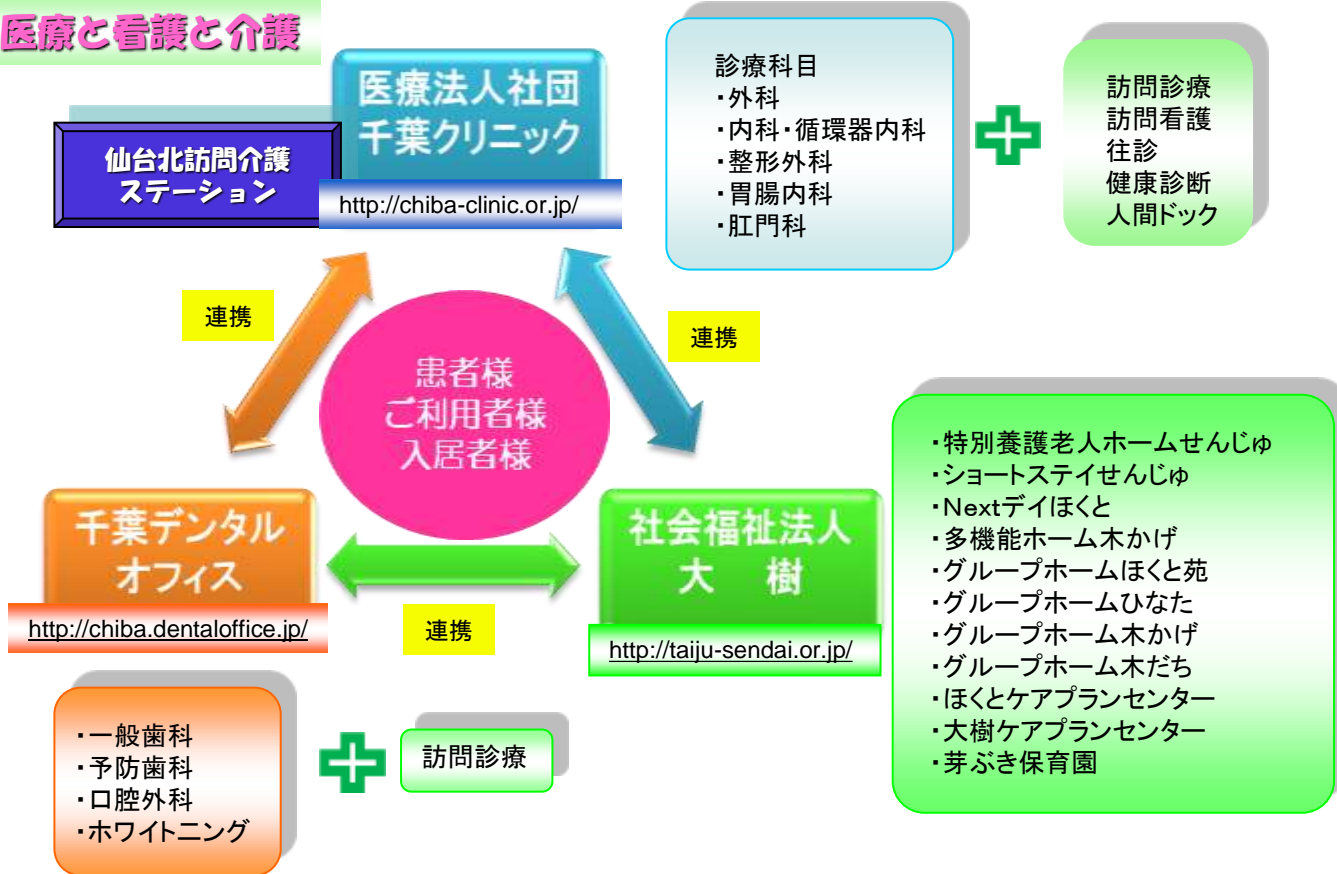 医療と看護と介護
医療法人社団
千葉クリニック
http://chiba-clinic.or.jp/
仙台北訪問介護
ステーション
診療科目
・外科
・内科・循環器内科
・整形外科
・胃腸内科
・肛門科
訪問診療
訪問看護
往診
健康診断
人間ドック
連携
連携
患者様
ご利用者様
入居者様
千葉デンタル
オフィス
http://chiba.dentaloffice.jp/
連携
社会福祉法人
大 樹
http://taiju-sendai.or.jp/
・特別養護老人ホームせんじゅ
・ショートステイせんじゅ
・Nextデイほくと
・多機能ホーム木かげ
・グループホームほくと苑
・グループホームひなた
・グループホーム木かげ
・グループホーム木だち
・ほくとケアプランセンター
・大樹ケアプランセンター
・芽ぶき保育園
・一般歯科
・予防歯科
・口腔外科
・ホワイトニング
訪問診療